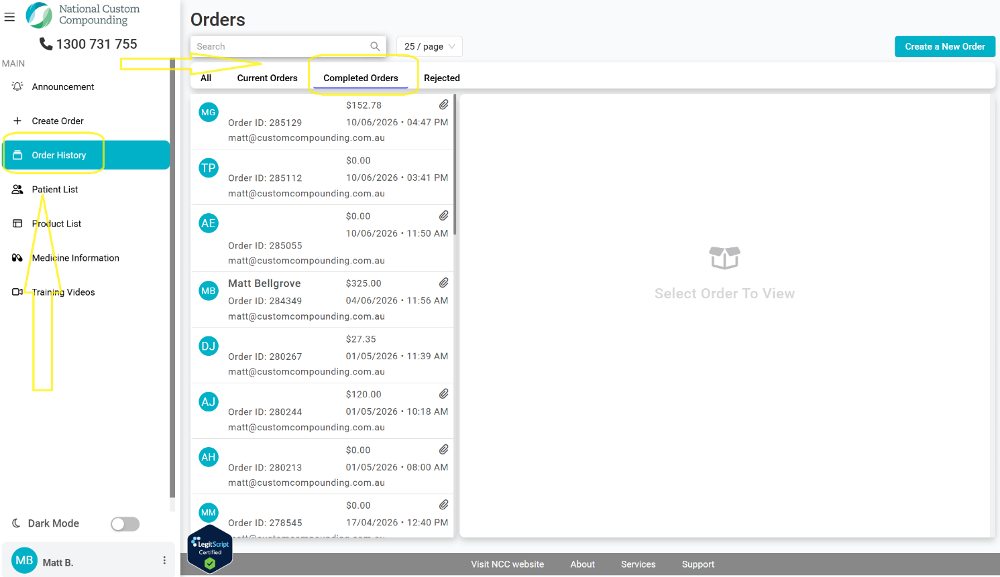 National Custom
Compounding
1300 731 755
MAIN
Announcement
Create Order
Order History
Patient List
Product List
Medicine Information
Training Videos
Dark Mode
MB
Matt B.
Orders
Search
25 / page
Create a New Order
All
Current Orders
Completed Orders
Rejected
MG
$152.78
Order ID: 285129
10/06/2026 • 04:47 PM
matt@customcompounding.com.au
TP
$0.00
Order ID: 285112
10/06/2026 • 03:41 PM
matt@customcompounding.com.au
AE
$0.00
10/06/2026 • 11:50 AM
Order ID: 285055
matt@customcompounding.com.au
MB
Matt Bellgrove
$325.00
Order ID: 284349
04/06/2026 • 11:56 AM
matt@customcompounding.com.au
DJ
$27.35
Order ID: 280267
01/05/2026 • 11:39 AM
matt@customcompounding.com.au
AJ
$120.00
Order ID: 280244
01/05/2026 • 10:18 AM
matt@customcompounding.com.au
AH
$0.00
Order ID: 280213
01/05/2026 • 08:00 AM
matt@customcompounding.com.au
MM
$0.00
Order ID: 278545
17/04/2026 • 12:40 PM
Select Order To View
LegitScript
Certified
Visit NCC website
About
Services
Support